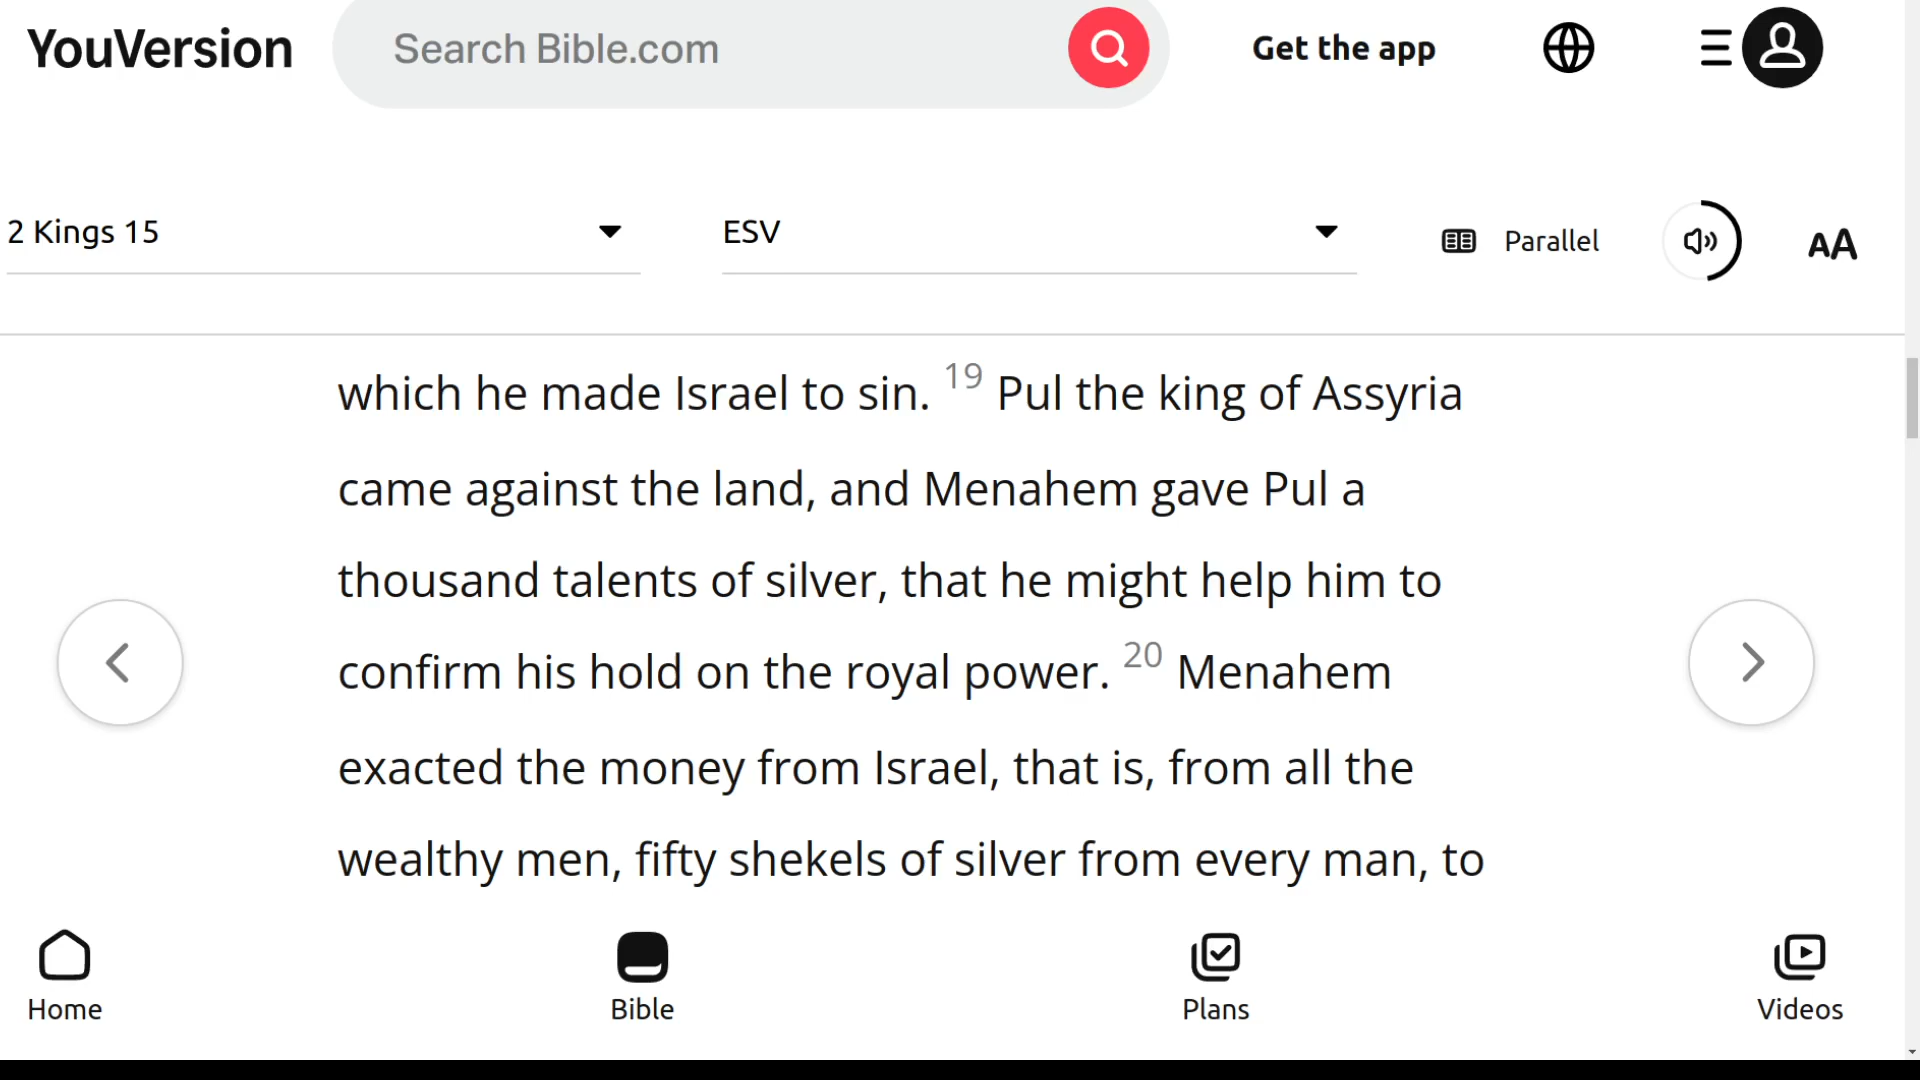 YouVersion Search Bible.com Get the app
2 Kings 15 ESV Parallel AA
which he made Israel to sin. 19 Pul the king of Assyria
came against the land, and Menahem gave Pul a
thousand talents of silver, that he might help him to
confirm his hold on the royal power. 20 Menahem
exacted the money from Israel, that is, from all the
wealthy men, fifty shekels of silver from every man, to
Home Bible Plans Videos